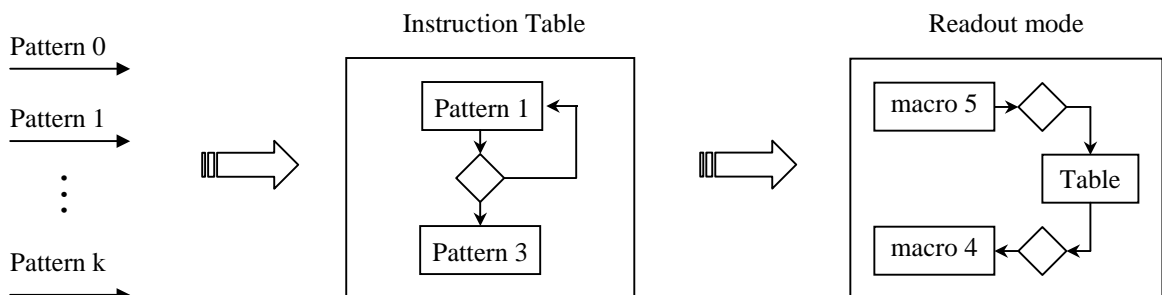 Pattern 0
Pattern 1
Pattern k
Instruction Table
Pattern 1
Pattern 3
Readout mode
macro 5
Table
macro 4